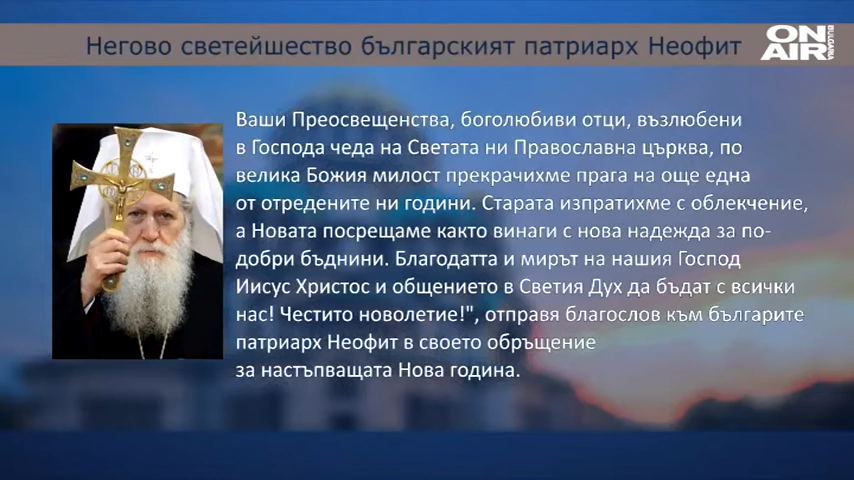 Негово светейшество българският патриарх Неофит
ON AIR BULGARIA
Ваши Преосвещенства, боголюбиви отци, възлюбени
в Господа чеда на Светата ни Православна църква, по
велика Божия милост прекрачихме прага на още една
от отредените ни години. Старата изпратихме с облекчение,
а Новата посрещаме както винаги с нова надежда за по-
добри бъднини. Благодатта и мирът на нашия Господ
Иисус Христос и общението в Светия Дух да бъдат с всички
нас! Честито новолетие!", отправя благослов към българите
патриарх Неофит в своето обръщение
за настъпващата Нова година.